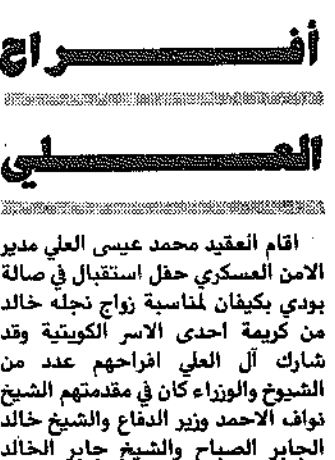 أفـــراح
العـــلي
اقام العقيد محمد عيسى العلي مدير
الامن العسكري حفل استقبال في صالة
بودي بكيفان لمناسبة زواج نجله خالد
من كريمة احدى الاسر الكويتية وقد
شارك آل العلي افراحهم عدد من
الشيوخ والوزراء كان في مقدمتهم الشيخ
نواف الاحمد وزير الدفاع والشيخ خالد
الجابر الصباح والشيخ جابر الخالد